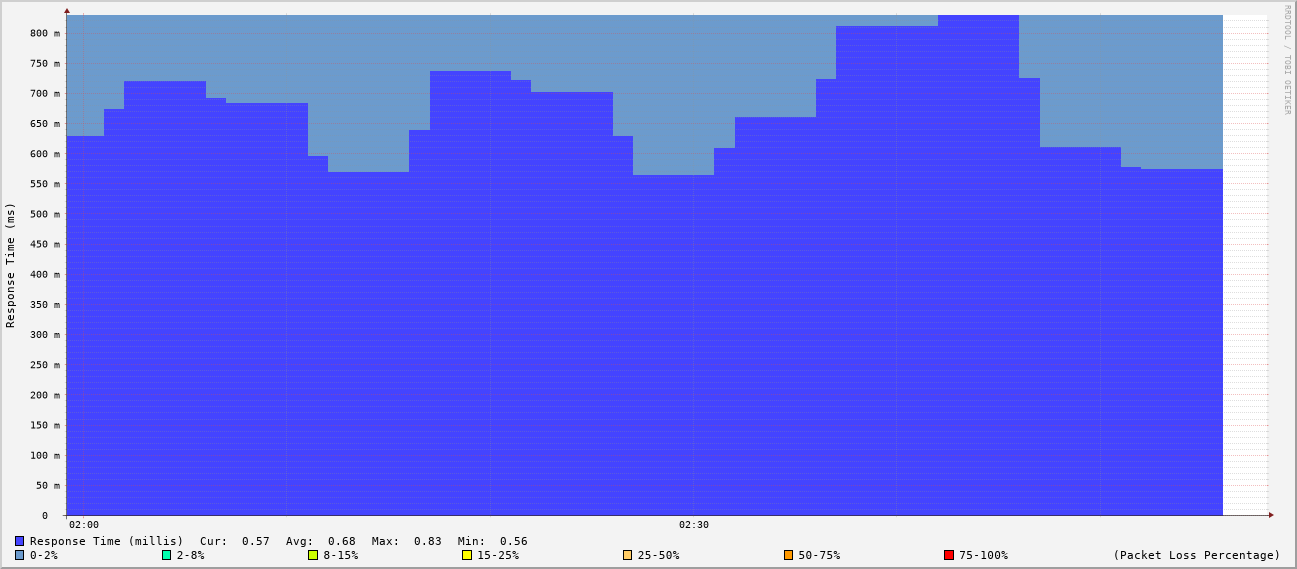 RRDTOOL / TOBI OETIKER
Response Time (ms)
800 m
750 m
700 m
650 m
600 m
550 m
500 m
450 m
400 m
350 m
300 m
250 m
200 m
150 m
100 m
50 m
0
02:00 02:30
Response Time (millis) Cur: 0.57 Avg: 0.68 Max: 0.83 Min: 0.56
0-2% 2-8% 8-15% 15-25% 25-50% 50-75% 75-100% (Packet Loss Percentage)